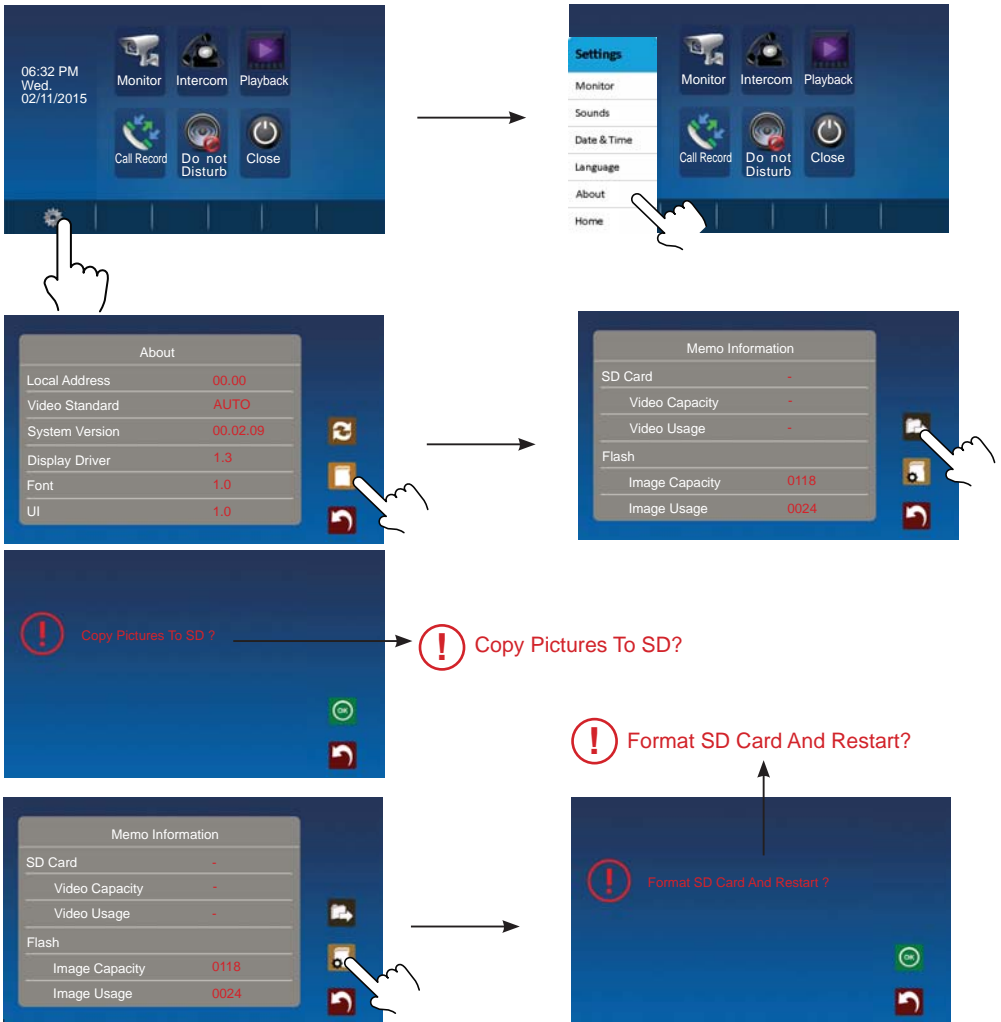 06:32 PM
Wed.
02/11/2015
Monitor
Intercom
Playback
Call Record
Do not
Disturb
Close
Settings
Monitor
Sounds
Date & Time
Language
About
Home
Monitor
Intercom
Playback
Call Record
Do not
Disturb
Close
About
Local Address 00.00
Video Standard AUTO
System Version 00.02.09
Display Driver 1.3
Font 1.0
UI 1.0
Memo Information
SD Card -
Video Capacity -
Video Usage -
Flash
Image Capacity 0118
Image Usage 0024
! Copy Pictures To SD ?
OK
! Copy Pictures To SD?
! Format SD Card And Restart?
Memo Information
SD Card -
Video Capacity -
Video Usage -
Flash
Image Capacity 0118
Image Usage 0024
! Format SD Card And Restart ?
OK